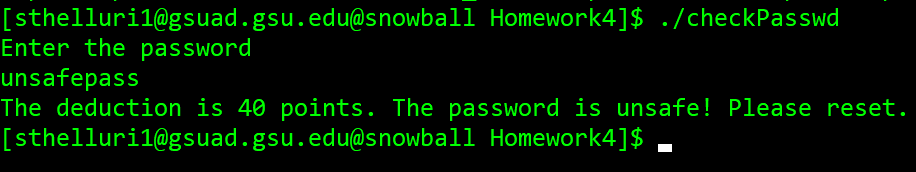 [sthelluri1@gsuad.gsu.edu@snowball Homework4]$ ./checkPasswd
Enter the password
unsafepass
The deduction is 40 points. The password is unsafe! Please reset.
[sthelluri1@gsuad.gsu.edu@snowball Homework4]$